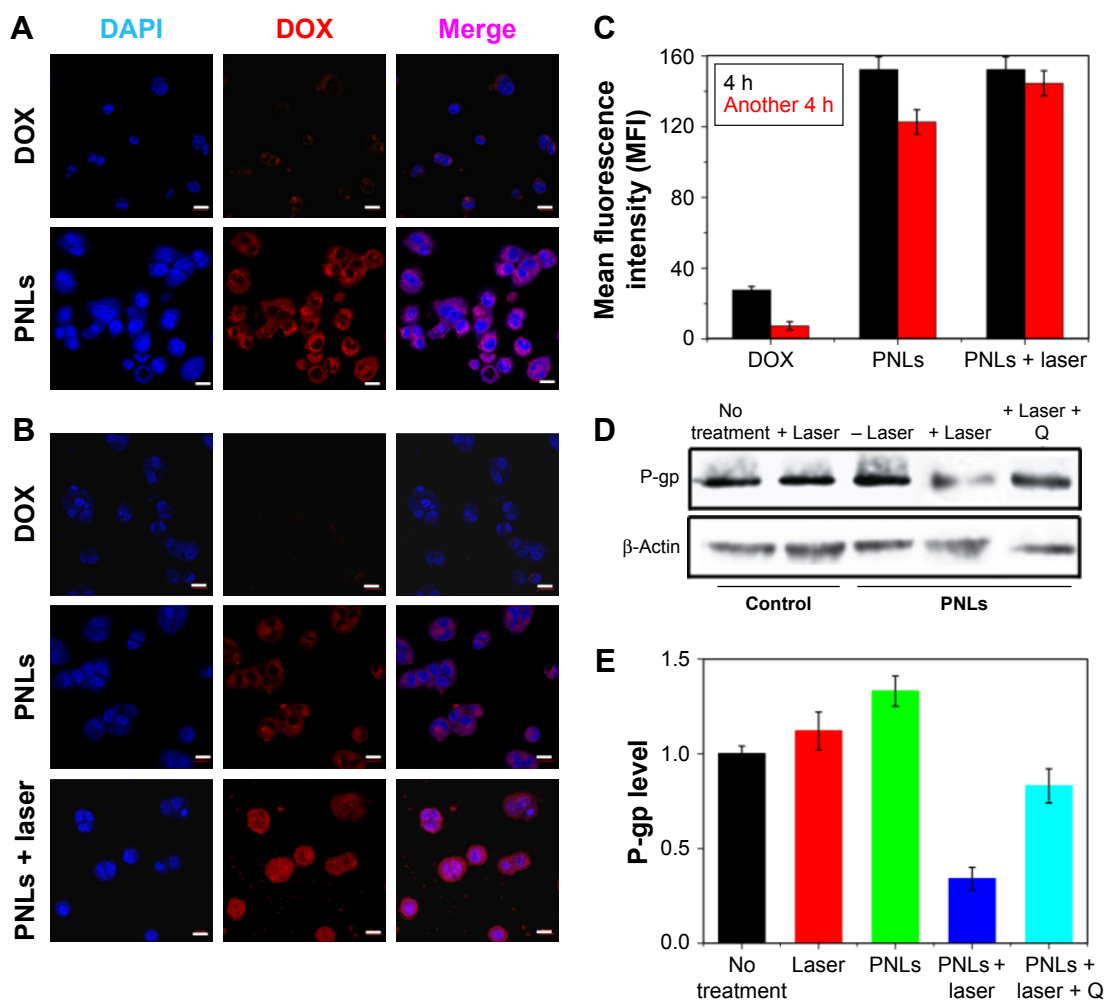 A
DAPI
DOX
Merge
DOX
PNLs
B
DOX
PNLs
PNLs + laser
C
Mean fluorescence
intensity (MFI)
160
120
80
40
0
4 h
Another 4 h
DOX
PNLs
PNLs + laser
D
No
treatment
+ Laser
– Laser
+ Laser
+ Laser +
Q
P-gp
β-Actin
Control
PNLs
E
P-gp level
1.5
1.0
0.5
0.0
No
treatment
Laser
PNLs
PNLs +
laser
PNLs +
laser + Q